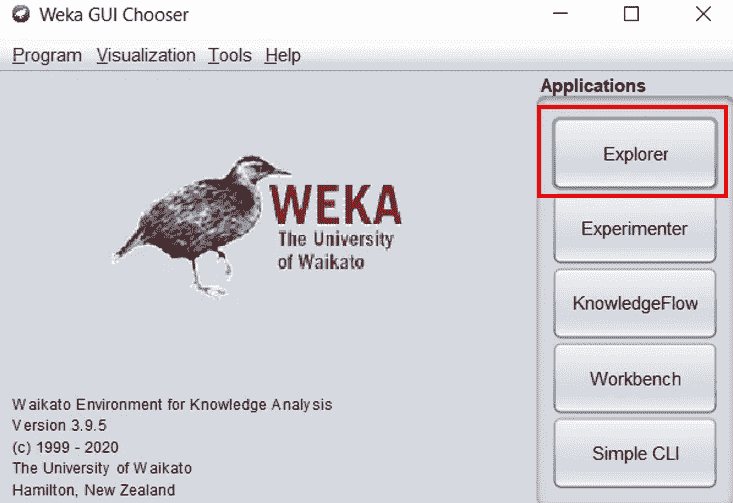 Weka GUI Chooser
Program Visualization Tools Help
Applications
Explorer
Experimenter
KnowledgeFlow
Workbench
Simple CLI
WEKA
The University
of Waikato
Waikato Environment for Knowledge Analysis
Version 3.9.5
(c) 1999 - 2020
The University of Waikato
Hamilton, New Zealand